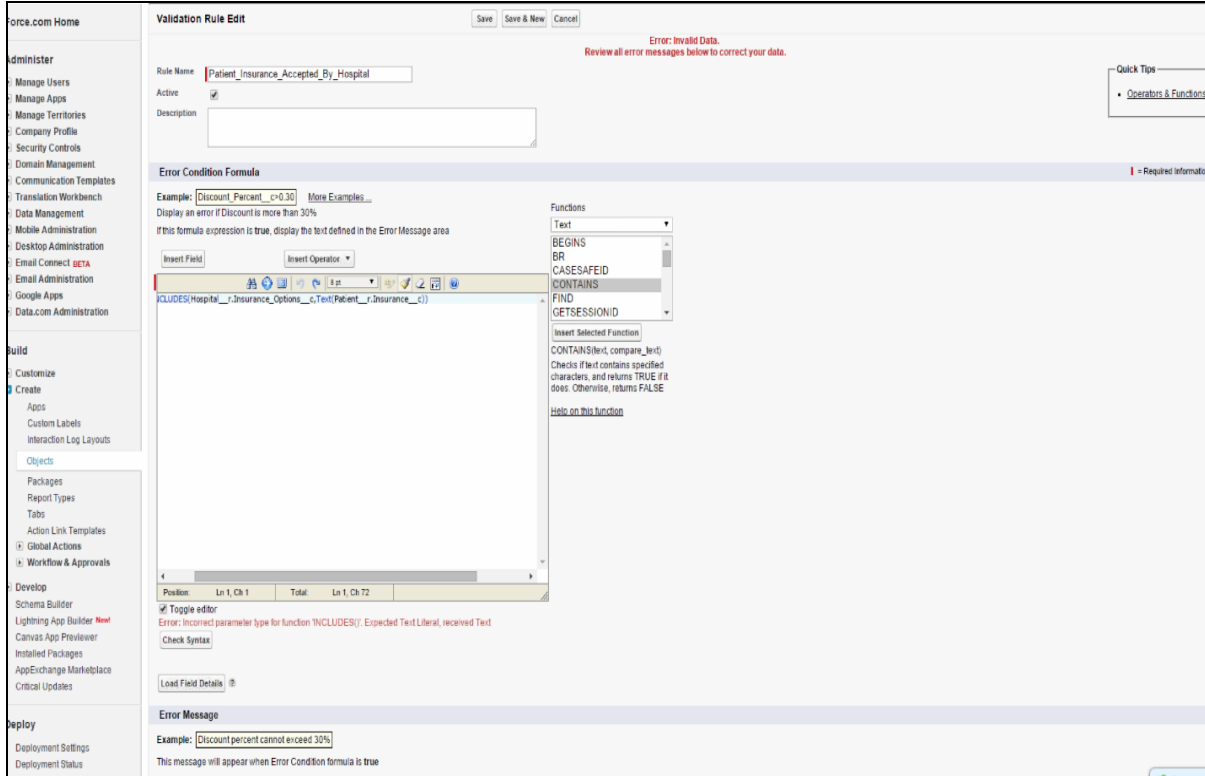 Force.com Home
Administer
Manage Users
Manage Apps
Manage Territories
Company Profile
Security Controls
Domain Management
Communication Templates
Translation Workbench
Data Management
Mobile Administration
Desktop Administration
Email Connect BETA
Email Administration
Google Apps
Data.com Administration
Build
Customize
Create
Apps
Custom Labels
Interaction Log Layouts
Objects
Packages
Report Types
Tabs
Action Link Templates
Global Actions
Workflow & Approvals
Develop
Schema Builder
Lightning App Builder New!
Canvas App Previewer
Installed Packages
AppExchange Marketplace
Critical Updates
Deploy
Deployment Settings
Deployment Status
Validation Rule Edit
Save
Save & New
Cancel
Error: Invalid Data.
Review all error messages below to correct your data.
Rule Name Patient_Insurance_Accepted_By_Hospital
Active
Description
Quick Tips
Operators & Functions
Error Condition Formula
= Required Informatio
Example: Discount_Percent__c>0.30 More Examples ...
Display an error if Discount is more than 30%
If this formula expression is true, display the text defined in the Error Message area
Insert Field
Insert Operator
8 pt
NCLUDES(Hospital__r.Insurance_Options__c,Text(Patient__r.Insurance__c))
Position: Ln 1, Ch 1 Total: Ln 1, Ch 72
Toggle editor
Error: Incorrect parameter type for function 'INCLUDES()'. Expected Text Literal, received Text
Check Syntax
Load Field Details ?
Functions
Text
BEGINS
BR
CASESAFEID
CONTAINS
FIND
GETSESSIONID
Insert Selected Function
CONTAINS(text, compare_text)
Checks if text contains specified
characters, and returns TRUE if it
does. Otherwise, returns FALSE
Help on this function
Error Message
Example: Discount percent cannot exceed 30%
This message will appear when Error Condition formula is true